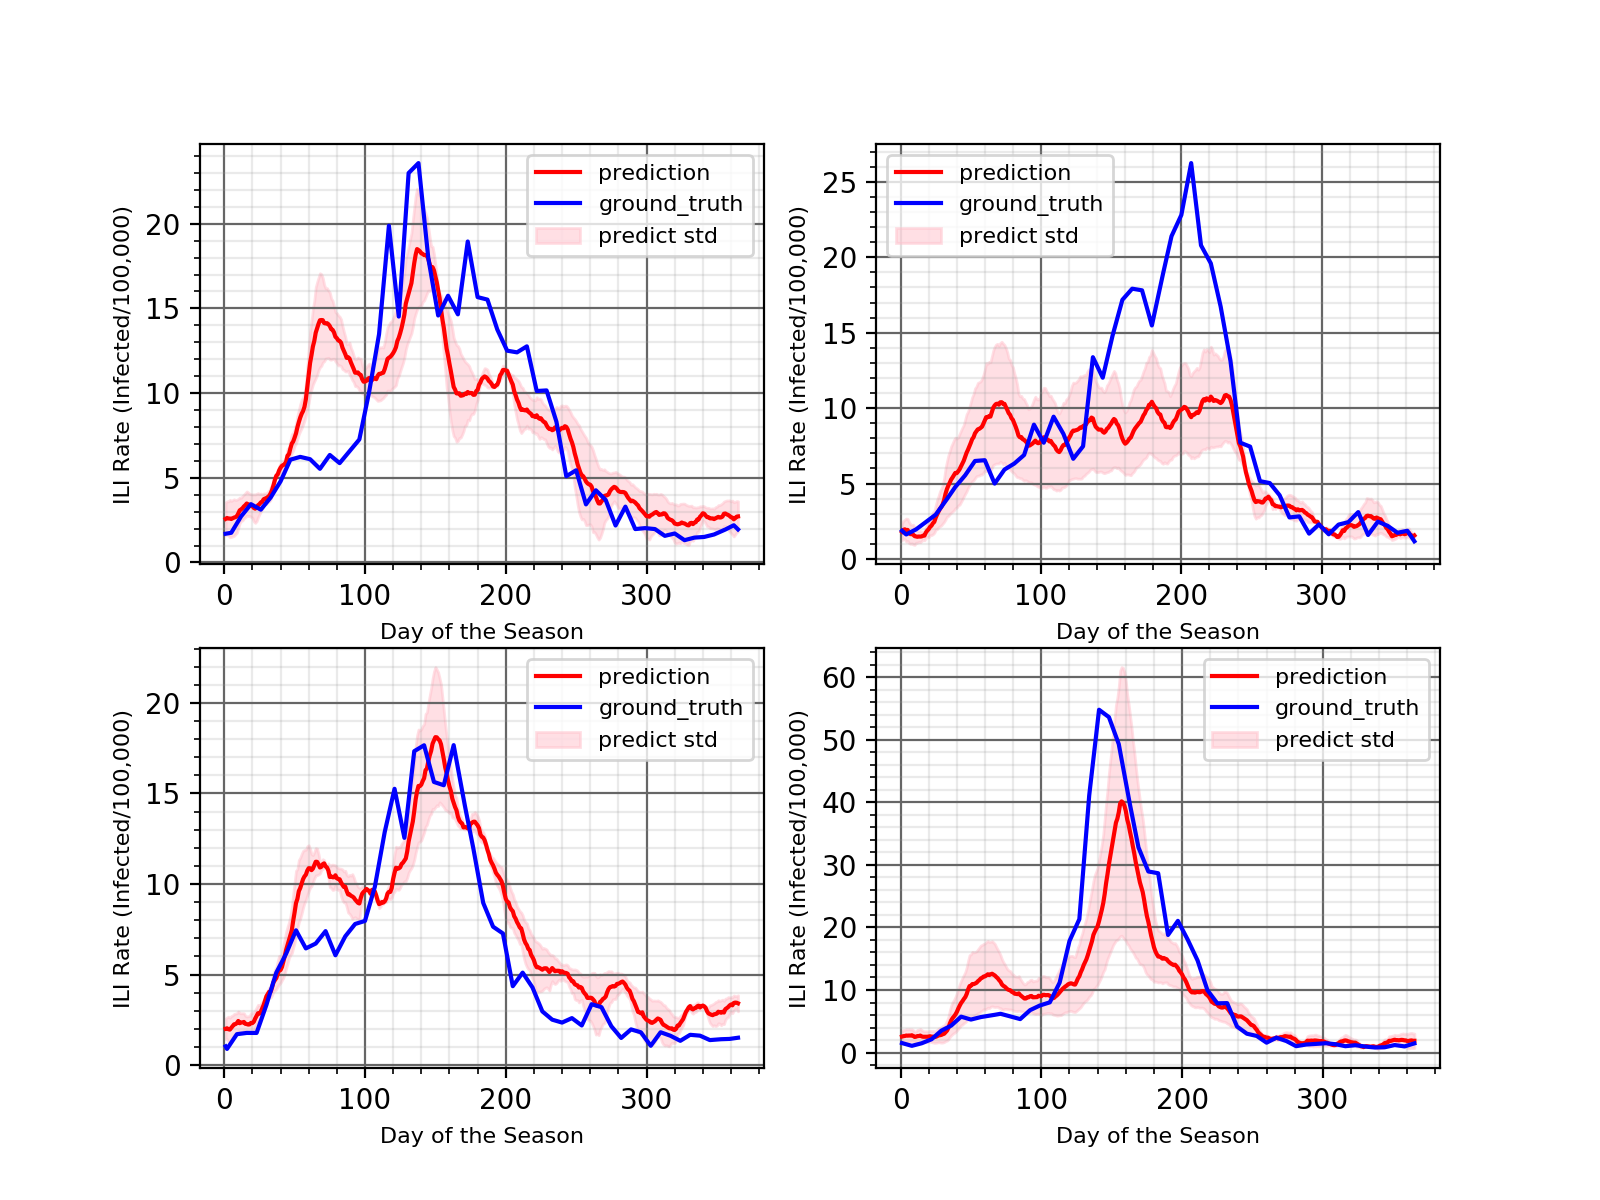 prediction
ground_truth
predict std
ILI Rate (Infected/100,000)
20
15
10
5
0
0 100 200 300
Day of the Season
prediction
ground_truth
predict std
ILI Rate (Infected/100,000)
25
20
15
10
5
0
0 100 200 300
Day of the Season
prediction
ground_truth
predict std
ILI Rate (Infected/100,000)
20
15
10
5
0
0 100 200 300
Day of the Season
prediction
ground_truth
predict std
ILI Rate (Infected/100,000)
60
50
40
30
20
10
0
0 100 200 300
Day of the Season